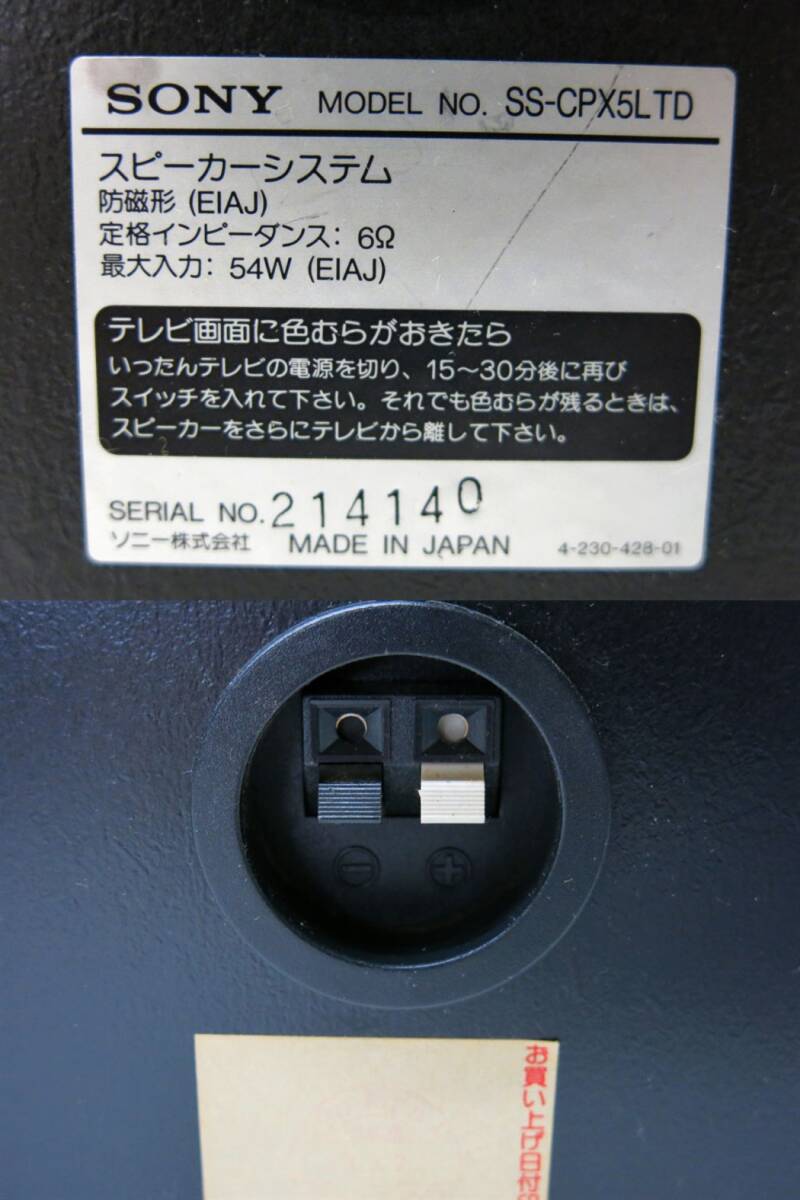 SONY MODEL NO. SS-CPX5LTD
スピーカーシステム
防磁形 (EIAJ)
定格インピーダンス: 6Ω
最大入力: 54W (EIAJ)
テレビ画面に色むらがおきたら
いったんテレビの電源を切り、15〜30分後に再び
スイッチを入れて下さい。それでも色むらが残るときは、
スピーカーをさらにテレビから離して下さい。
SERIAL NO. 214140
ソニー株式会社 MADE IN JAPAN 4-230-428-01
− +
お買い上げ日付